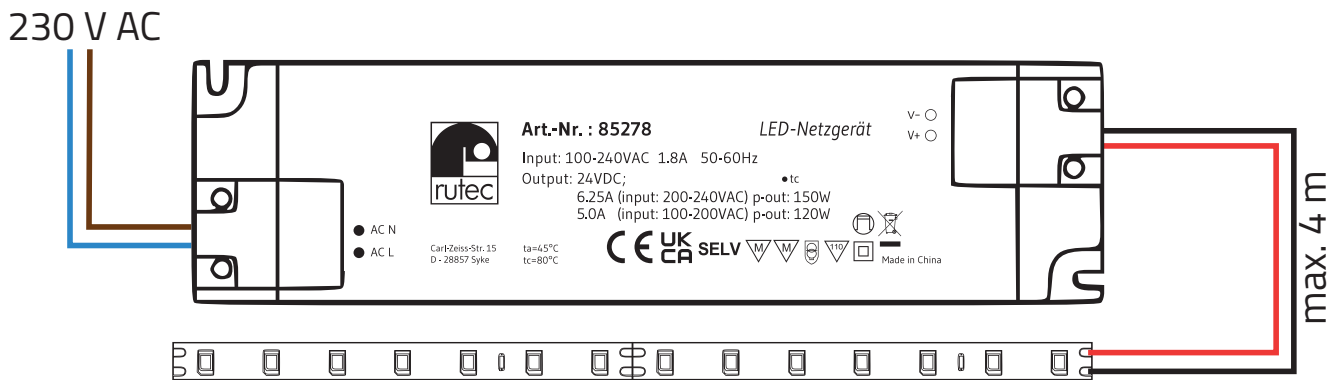 230 V AC
rutec
Art.-Nr. : 85278
LED-Netzgerät
Input: 100-240VAC 1.8A 50-60Hz
Output: 24VDC;
6.25A (input: 200-240VAC) p-out: 150W
5.0A (input: 100-200VAC) p-out: 120W
tc
V-
V+
AC N
AC L
Carl-Zeiss-Str. 15
D - 28857 Syke
ta=45°C
tc=80°C
CE UK CA SELV M M 110
Made in China
max. 4 m